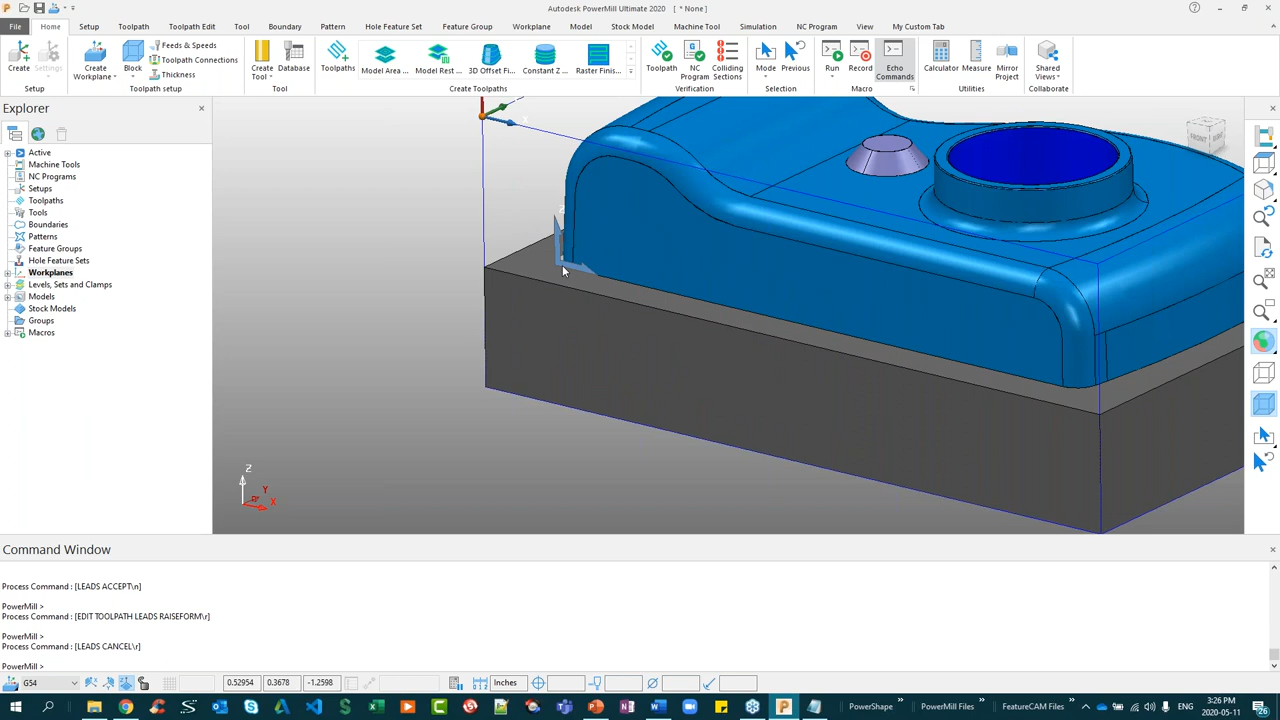 Autodesk PowerMill Ultimate 2020 [ * None ]
File Home Setup Toolpath Toolpath Edit Tool Boundary Pattern Hole Feature Set Workplane Model Stock Model Machine Tool Simulation NC Program View My Custom Tab
Create Settings Create Workplane Block Feeds & Speeds Toolpath Connections Thickness Create Tool Database Toolpaths Model Area ... Model Rest ... 3D Offset Fi... Constant Z ... Raster Finis... Toolpath NC Program Colliding Sections Mode Previous Run Record Echo Commands Calculator Measure Mirror Project Shared Views
Setup Toolpath setup Tool Create Toolpaths Verification Selection Macro Utilities Collaborate
Explorer
Active
Machine Tools
NC Programs
Setups
Toolpaths
Tools
Boundaries
Patterns
Feature Groups
Hole Feature Sets
Workplanes
Levels, Sets and Clamps
Models
Stock Models
Groups
Macros
FRONT
Z
Z
Y
X
Command Window
Process Command : [LEADS ACCEPT\n]
PowerMill >
Process Command : [EDIT TOOLPATH LEADS RAISEFORM\r]
PowerMill >
Process Command : [LEADS CANCEL\r]
PowerMill >
G54 0.52954 0.3678 -1.2598 Inches
PowerShape PowerMill Files FeatureCAM Files ENG 3:26 PM
2020-05-11 26